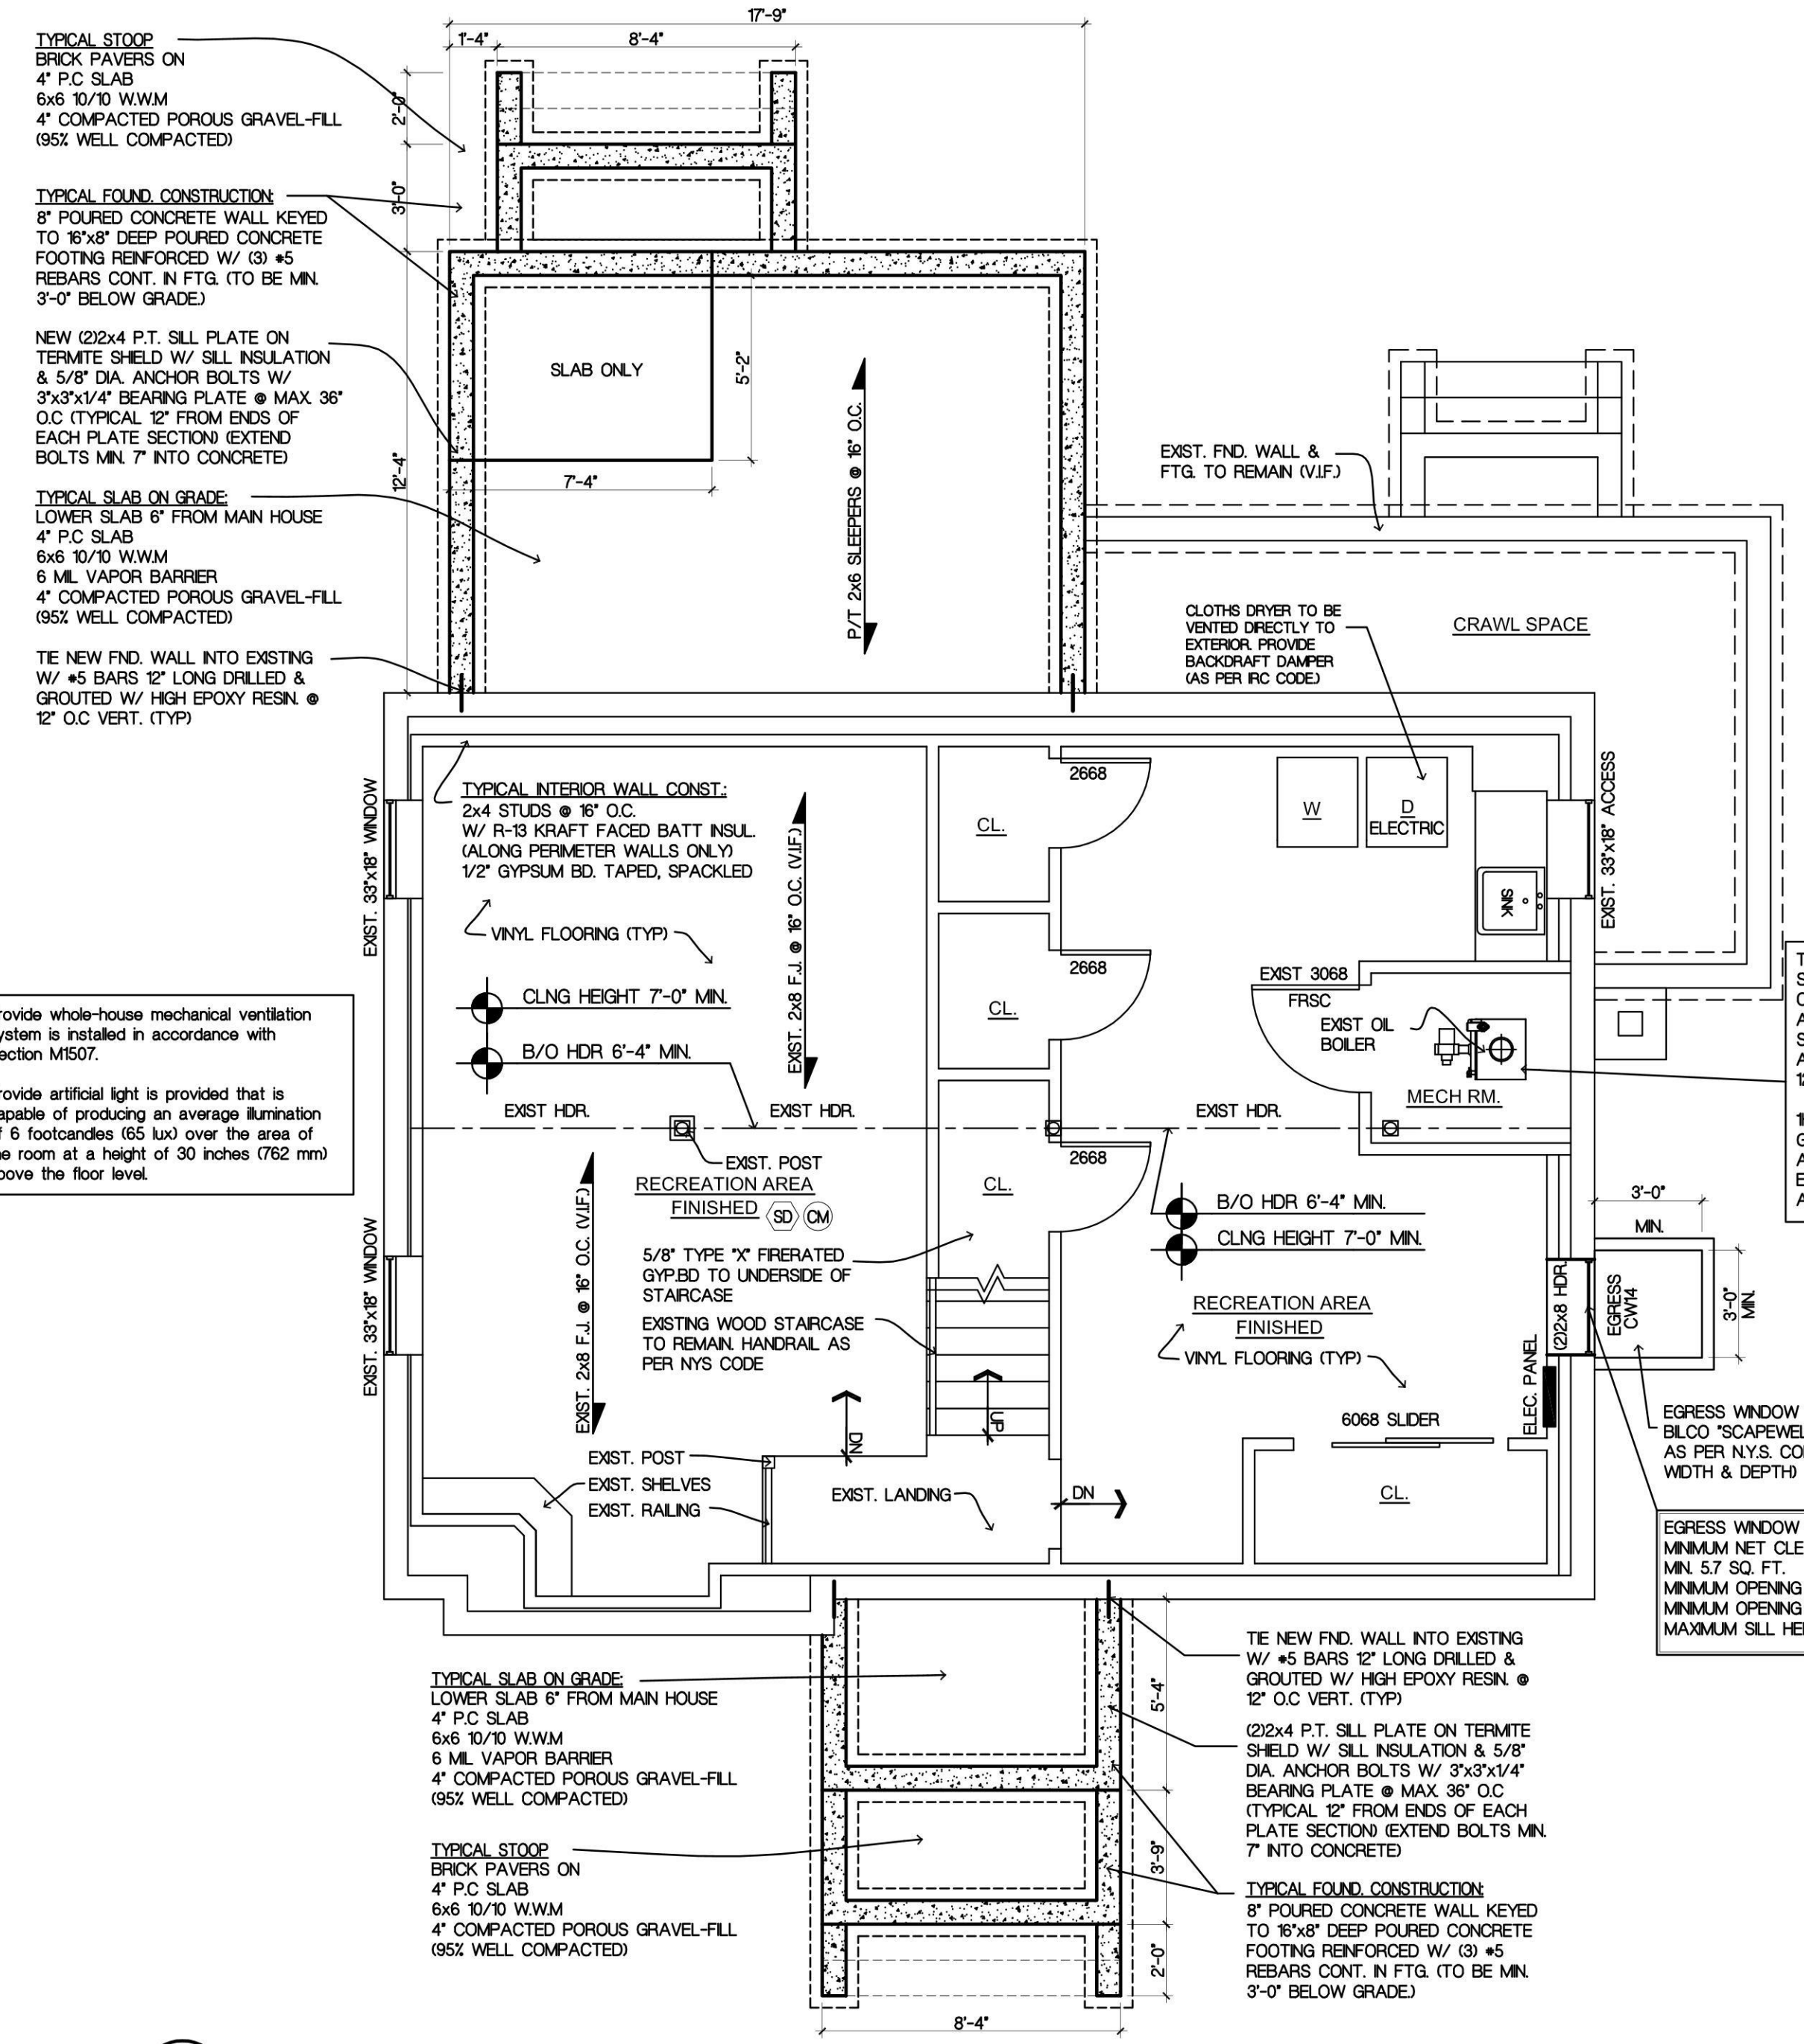 17'-9"
1'-4"
8'-4"
2'-0"
3'-0"
12'-4"
TYPICAL STOOP
BRICK PAVERS ON
4" P.C SLAB
6x6 10/10 W.W.M
4" COMPACTED POROUS GRAVEL-FILL
(95% WELL COMPACTED)
TYPICAL FOUND. CONSTRUCTION:
8" POURED CONCRETE WALL KEYED
TO 16"x8" DEEP POURED CONCRETE
FOOTING REINFORCED W/ (3) #5
REBARS CONT. IN FTG. (TO BE MIN.
3'-0" BELOW GRADE.)
NEW (2)2x4 P.T. SILL PLATE ON
TERMITE SHIELD W/ SILL INSULATION
& 5/8" DIA. ANCHOR BOLTS W/
3"x3"x1/4" BEARING PLATE @ MAX. 36"
O.C (TYPICAL 12" FROM ENDS OF
EACH PLATE SECTION) (EXTEND
BOLTS MIN. 7" INTO CONCRETE)
TYPICAL SLAB ON GRADE:
LOWER SLAB 6" FROM MAIN HOUSE
4" P.C SLAB
6x6 10/10 W.W.M
6 MIL VAPOR BARRIER
4" COMPACTED POROUS GRAVEL-FILL
(95% WELL COMPACTED)
TIE NEW FND. WALL INTO EXISTING
W/ #5 BARS 12" LONG DRILLED &
GROUTED W/ HIGH EPOXY RESIN. @
12" O.C VERT. (TYP)
SLAB ONLY
5'-2"
7'-4"
P/T 2x6 SLEEPERS @ 16" O.C.
EXIST. FND. WALL &
FTG. TO REMAIN (V.I.F.)
CLOTHS DRYER TO BE
VENTED DIRECTLY TO
EXTERIOR. PROVIDE
BACKDRAFT DAMPER
(AS PER IRC CODE.)
CRAWL SPACE
EXIST. 33"x18" WINDOW
TYPICAL INTERIOR WALL CONST.:
2x4 STUDS @ 16" O.C.
W/ R-13 KRAFT FACED BATT INSUL.
(ALONG PERIMETER WALLS ONLY)
1/2" GYPSUM BD. TAPED, SPACKLED
VINYL FLOORING (TYP)
CLNG HEIGHT 7'-0" MIN.
B/O HDR 6'-4" MIN.
EXIST. 2x8 F.J. @ 16" O.C. (V.I.F.)
CL.
2668
CL.
2668
W
D
ELECTRIC
SINK
EXIST. 33"x18" ACCESS
EXIST 3068
FRSC
EXIST OIL
BOILER
MECH RM.
rovide whole-house mechanical ventilation
ystem is installed in accordance with
ection M1507.
rovide artificial light is provided that is
apable of producing an average illumination
f 6 footcandles (65 lux) over the area of
he room at a height of 30 inches (762 mm)
bove the floor level.
T
S
C
A
S
A
12
1H
G
A
E
A
EXIST HDR.
EXIST HDR.
EXIST HDR.
EXIST. POST
RECREATION AREA
FINISHED
SD
CM
CL.
2668
B/O HDR 6'-4" MIN.
CLNG HEIGHT 7'-0" MIN.
3'-0"
MIN.
EXIST. 33"x18" WINDOW
EXIST. 2x8 F.J. @ 16" O.C. (V.I.F.)
5/8" TYPE "X" FIRERATED
GYP.BD TO UNDERSIDE OF
STAIRCASE
EXISTING WOOD STAIRCASE
TO REMAIN. HANDRAIL AS
PER NYS CODE
RECREATION AREA
FINISHED
VINYL FLOORING (TYP)
(2)2x8 HDR.
EGRESS
CW14
3'-0"
MIN.
ELEC. PANEL
6068 SLIDER
DN
UP
EXIST. POST
EXIST. SHELVES
EXIST. RAILING
EXIST. LANDING
DN
CL.
EGRESS WINDOW
BILCO "SCAPEWEL
AS PER N.Y.S. CO
WIDTH & DEPTH)
EGRESS WINDOW
MINIMUM NET CLE
MIN. 5.7 SQ. FT.
MINIMUM OPENING
MINIMUM OPENING
MAXIMUM SILL HE
TYPICAL SLAB ON GRADE:
LOWER SLAB 6" FROM MAIN HOUSE
4" P.C SLAB
6x6 10/10 W.W.M
6 MIL VAPOR BARRIER
4" COMPACTED POROUS GRAVEL-FILL
(95% WELL COMPACTED)
TYPICAL STOOP
BRICK PAVERS ON
4" P.C SLAB
6x6 10/10 W.W.M
4" COMPACTED POROUS GRAVEL-FILL
(95% WELL COMPACTED)
5'-4"
3'-9"
2'-0"
8'-4"
TIE NEW FND. WALL INTO EXISTING
W/ #5 BARS 12" LONG DRILLED &
GROUTED W/ HIGH EPOXY RESIN. @
12" O.C VERT. (TYP)
(2)2x4 P.T. SILL PLATE ON TERMITE
SHIELD W/ SILL INSULATION & 5/8"
DIA. ANCHOR BOLTS W/ 3"x3"x1/4"
BEARING PLATE @ MAX. 36" O.C
(TYPICAL 12" FROM ENDS OF EACH
PLATE SECTION) (EXTEND BOLTS MIN.
7" INTO CONCRETE)
TYPICAL FOUND. CONSTRUCTION:
8" POURED CONCRETE WALL KEYED
TO 16"x8" DEEP POURED CONCRETE
FOOTING REINFORCED W/ (3) #5
REBARS CONT. IN FTG. (TO BE MIN.
3'-0" BELOW GRADE.)